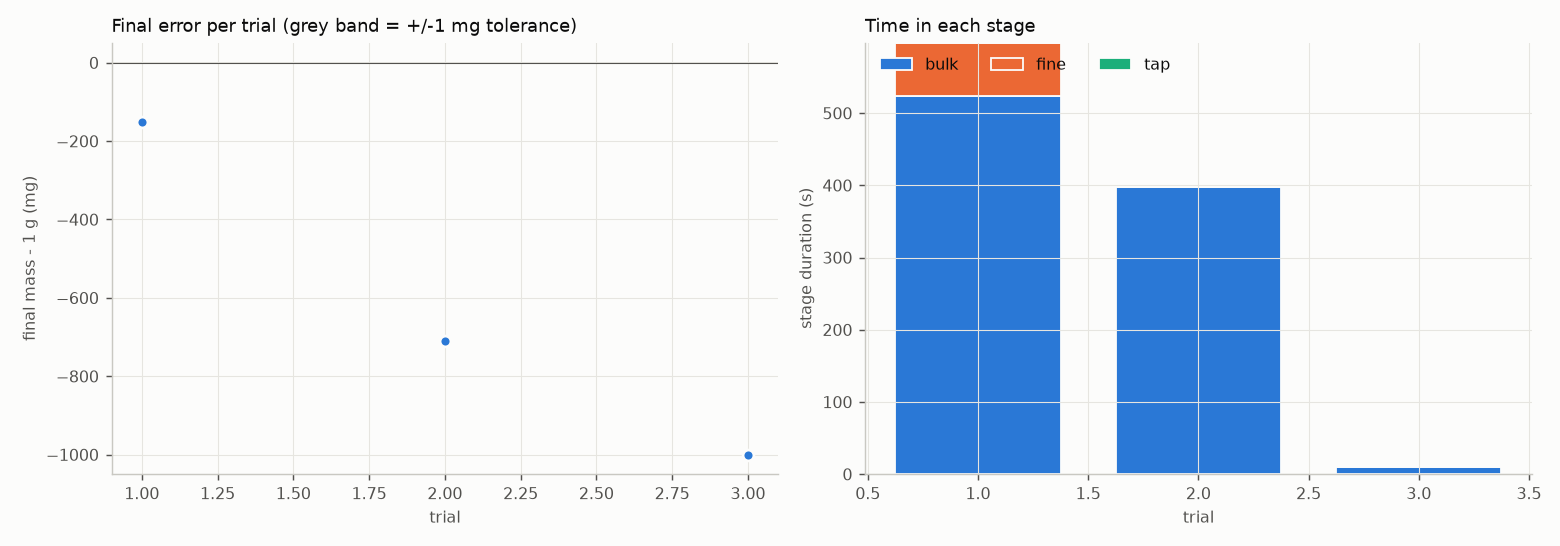 Final error per trial (grey band = +/-1 mg tolerance)
0
−200
−400
−600
−800
−1000
final mass - 1 g (mg)
1.00 1.25 1.50 1.75 2.00 2.25 2.50 2.75 3.00
trial
Time in each stage
bulk fine tap
500
400
300
200
100
0
stage duration (s)
0.5 1.0 1.5 2.0 2.5 3.0 3.5
trial